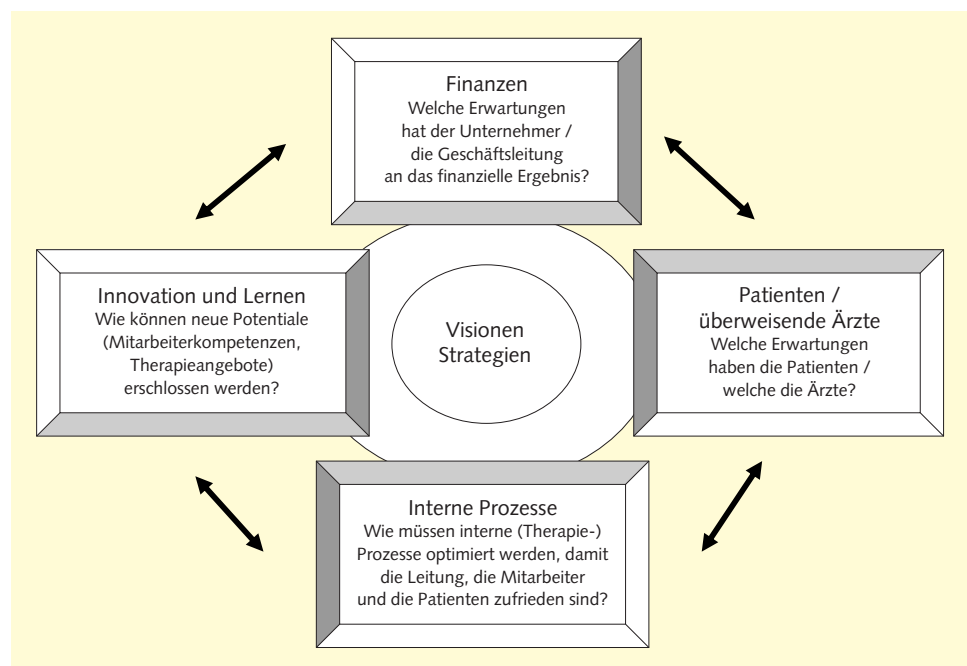 Finanzen
Welche Erwartungen
hat der Unternehmer /
die Geschäftsleitung
an das finanzielle Ergebnis?
Innovation und Lernen
Wie können neue Potentiale
(Mitarbeiterkompetenzen,
Therapieangebote)
erschlossen werden?
Visionen
Strategien
Patienten /
überweisende Ärzte
Welche Erwartungen
haben die Patienten /
welche die Ärzte?
Interne Prozesse
Wie müssen interne (Therapie-)
Prozesse optimiert werden, damit
die Leitung, die Mitarbeiter
und die Patienten zufrieden sind?